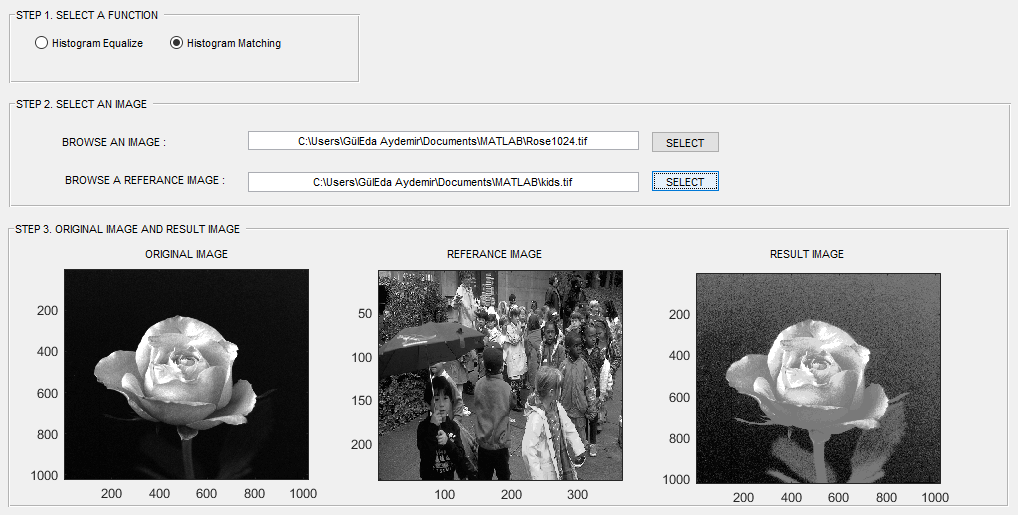 STEP 1. SELECT A FUNCTION
Histogram Equalize Histogram Matching
STEP 2. SELECT AN IMAGE
BROWSE AN IMAGE : C:\Users\GülEda Aydemir\Documents\MATLAB\Rose1024.tif SELECT
BROWSE A REFERANCE IMAGE : C:\Users\GülEda Aydemir\Documents\MATLAB\kids.tif SELECT
STEP 3. ORIGINAL IMAGE AND RESULT IMAGE
ORIGINAL IMAGE
200
400
600
800
1000
200 400 600 800 1000
REFERANCE IMAGE
50
100
150
200
100 200 300
RESULT IMAGE
200
400
600
800
1000
200 400 600 800 1000